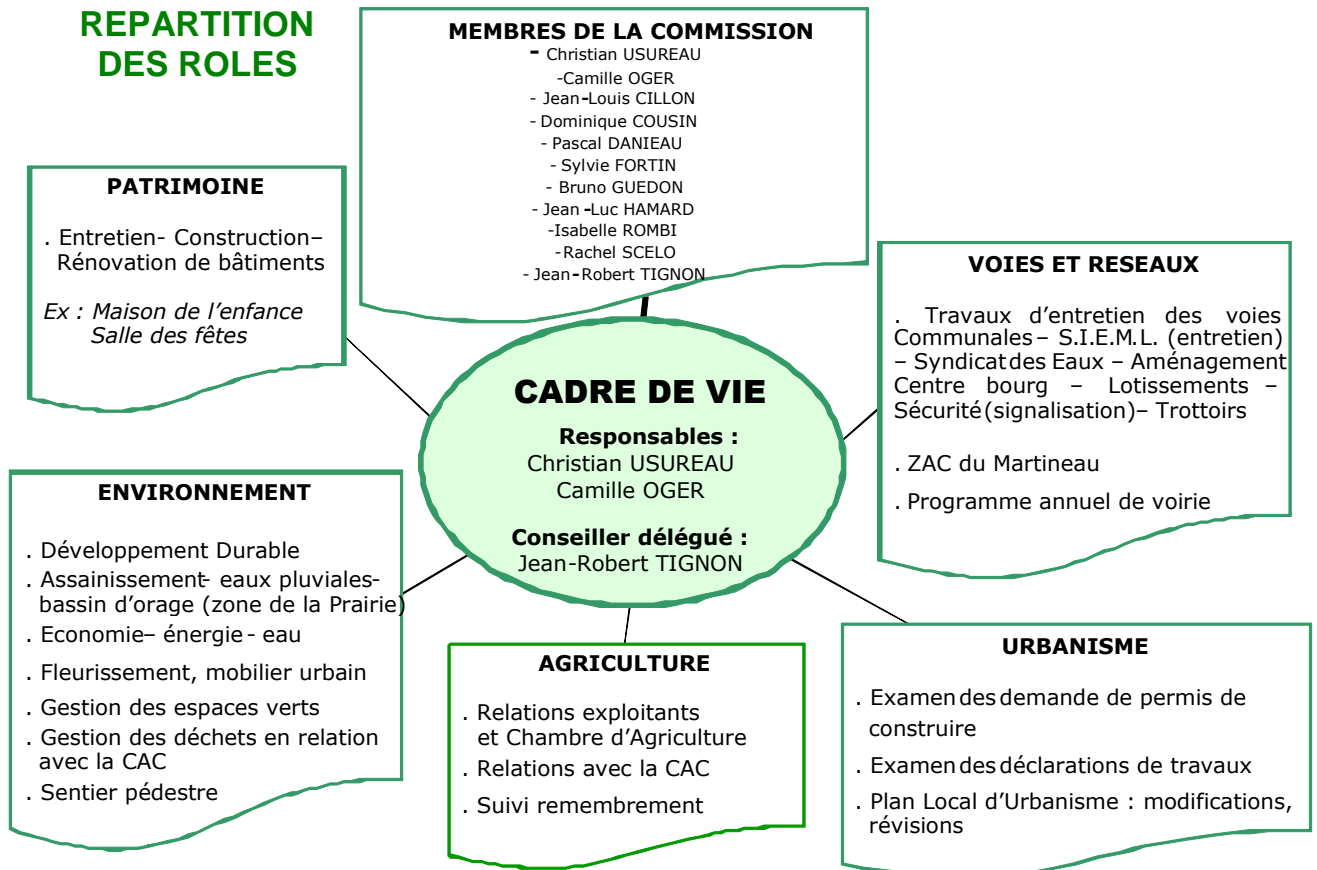 REPARTITION
DES ROLES
MEMBRES DE LA COMMISSION
- Christian USUREAU
-Camille OGER
- Jean-Louis CILLON
- Dominique COUSIN
- Pascal DANIEAU
- Sylvie FORTIN
- Bruno GUEDON
- Jean-Luc HAMARD
-Isabelle ROMBI
-Rachel SCELO
- Jean-Robert TIGNON
PATRIMOINE
. Entretien- Construction–
Rénovation de bâtiments
Ex : Maison de l’enfance
Salle des fêtes
VOIES ET RESEAUX
. Travaux d’entretien des voies
Communales – S.I.E.M.L. (entretien)
– Syndicat des Eaux – Aménagement
Centre bourg – Lotissements –
Sécurité (signalisation) – Trottoirs
. ZAC du Martineau
. Programme annuel de voirie
CADRE DE VIE
Responsables :
Christian USUREAU
Camille OGER
Conseiller délégué :
Jean-Robert TIGNON
ENVIRONNEMENT
. Développement Durable
. Assainissement- eaux pluviales-
bassin d’orage (zone de la Prairie)
. Economie– énergie - eau
. Fleurissement, mobilier urbain
. Gestion des espaces verts
. Gestion des déchets en relation
avec la CAC
. Sentier pédestre
AGRICULTURE
. Relations exploitants
et Chambre d’Agriculture
. Relations avec la CAC
. Suivi remembrement
URBANISME
. Examen des demande de permis de
construire
. Examen des déclarations de travaux
. Plan Local d’Urbanisme : modifications,
révisions